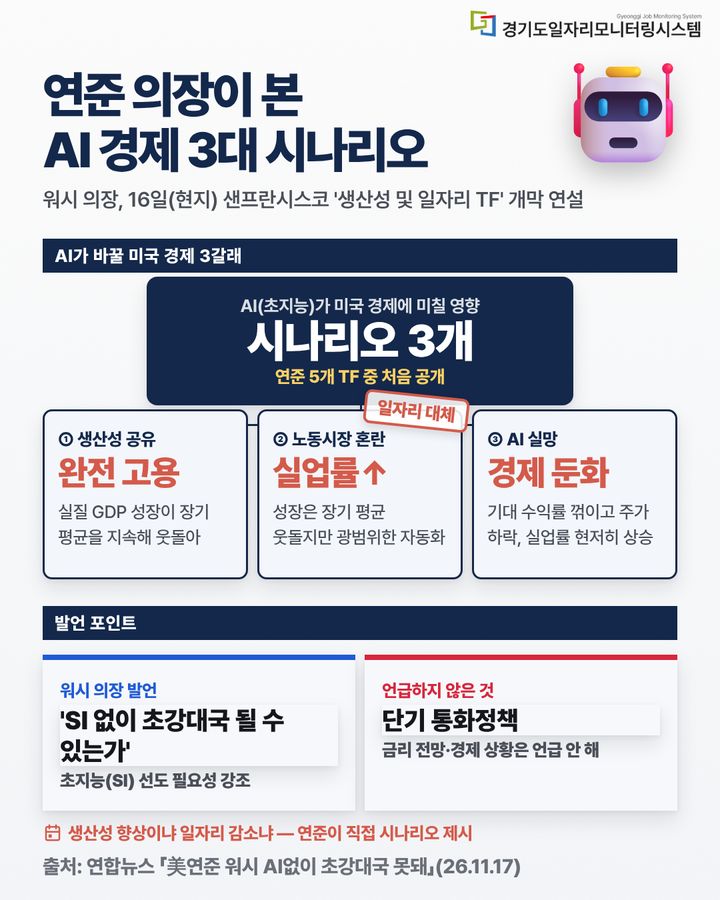 Gyeonggi Job Monitoring System
경기도일자리모니터링시스템
연준 의장이 본
AI 경제 3대 시나리오
워시 의장, 16일(현지) 샌프란시스코 '생산성 및 일자리 TF' 개막 연설
AI가 바꿀 미국 경제 3갈래
AI(초지능)가 미국 경제에 미칠 영향
시나리오 3개
연준 5개 TF 중 처음 공개
일자리 대체
① 생산성 공유
완전 고용
실질 GDP 성장이 장기
평균을 지속해 웃돌아
② 노동시장 혼란
실업률↑
성장은 장기 평균
웃돌지만 광범위한 자동화
③ AI 실망
경제 둔화
기대 수익률 꺾이고 주가
하락, 실업률 현저히 상승
발언 포인트
워시 의장 발언
'SI 없이 초강대국 될 수
있는가'
초지능(SI) 선도 필요성 강조
언급하지 않은 것
단기 통화정책
금리 전망·경제 상황은 언급 안 해
생산성 향상이냐 일자리 감소냐 — 연준이 직접 시나리오 제시
출처: 연합뉴스 「美연준 워시 AI없이 초강대국 못돼」(26.11.17)